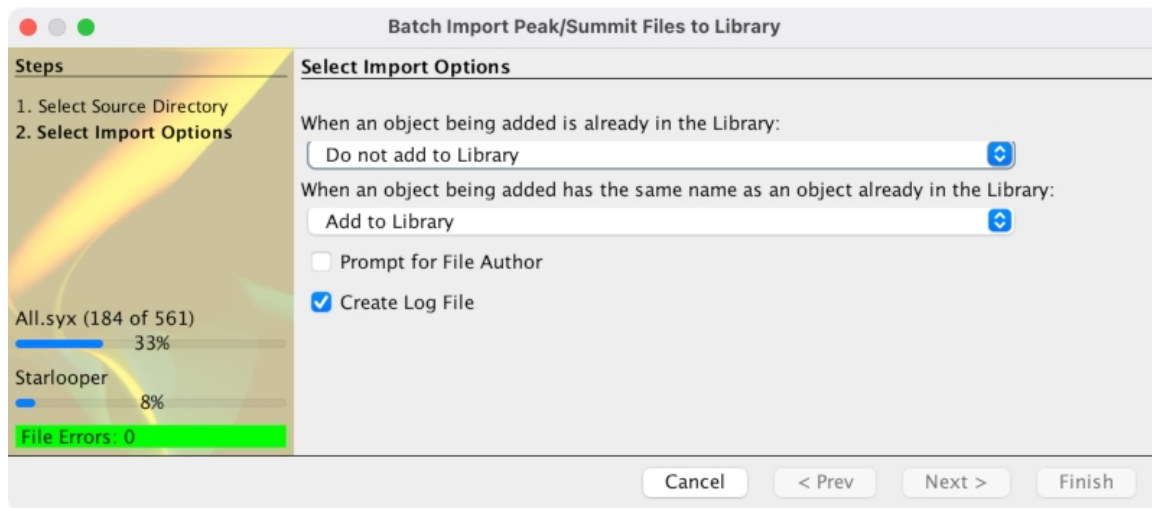 Batch Import Peak/Summit Files to Library
Steps
1. Select Source Directory
2. Select Import Options
All.syx (184 of 561)
33%
Starlooper
8%
File Errors: 0
Select Import Options
When an object being added is already in the Library:
Do not add to Library
When an object being added has the same name as an object already in the Library:
Add to Library
Prompt for File Author
Create Log File
Cancel
< Prev
Next >
Finish